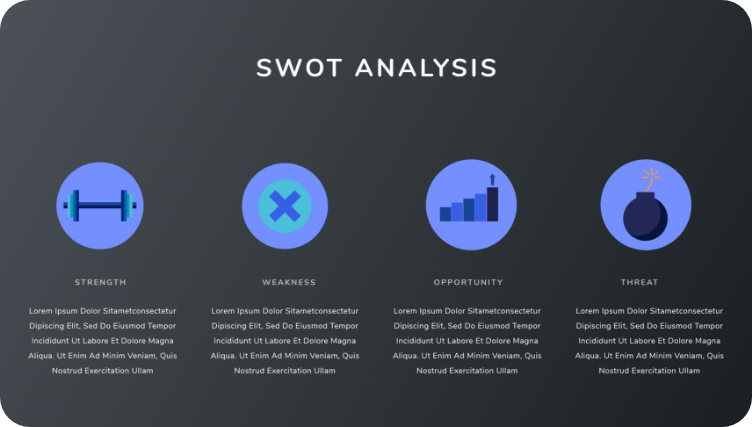 SWOT ANALYSIS
STRENGTH
Lorem Ipsum Dolor Sitametconsectetur
Dipiscing Elit, Sed Do Eiusmod Tempor
Incididunt Ut Labore Et Dolore Magna
Aliqua. Ut Enim Ad Minim Veniam, Quis
Nostrud Exercitation Ullam
WEAKNESS
Lorem Ipsum Dolor Sitametconsectetur
Dipiscing Elit, Sed Do Eiusmod Tempor
Incididunt Ut Labore Et Dolore Magna
Aliqua. Ut Enim Ad Minim Veniam, Quis
Nostrud Exercitation Ullam
OPPORTUNITY
Lorem Ipsum Dolor Sitametconsectetur
Dipiscing Elit, Sed Do Eiusmod Tempor
Incididunt Ut Labore Et Dolore Magna
Aliqua. Ut Enim Ad Minim Veniam, Quis
Nostrud Exercitation Ullam
THREAT
Lorem Ipsum Dolor Sitametconsectetur
Dipiscing Elit, Sed Do Eiusmod Tempor
Incididunt Ut Labore Et Dolore Magna
Aliqua. Ut Enim Ad Minim Veniam, Quis
Nostrud Exercitation Ullam